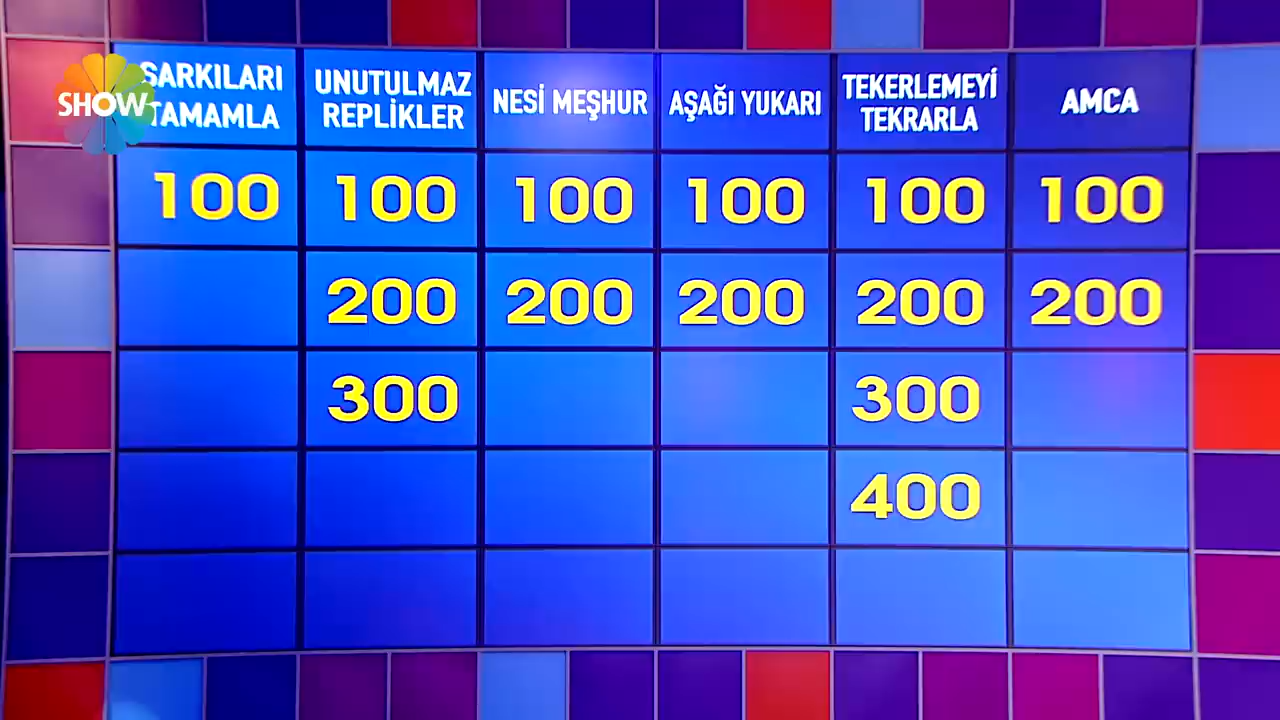 SHOW
ŞARKILARI
TAMAMLA
UNUTULMAZ
REPLİKLER
NESİ MEŞHUR
AŞAĞI YUKARI
TEKERLEMEYİ
TEKRARLA
AMCA
100 100 100 100 100 100
200 200 200 200 200
300 300
400